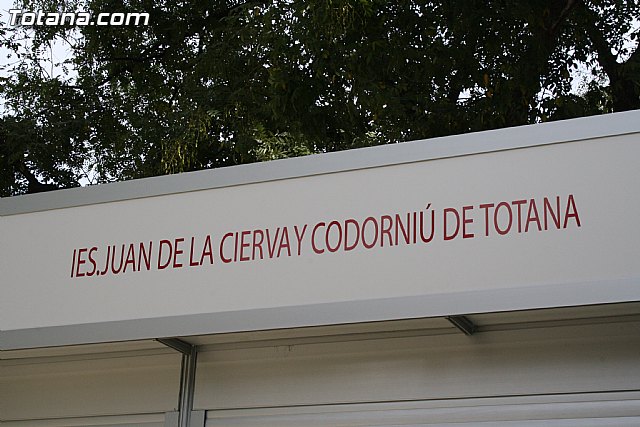 Totana.com
IES.JUAN DE LA CIERVA Y CODORNIÚ DE TOTANA